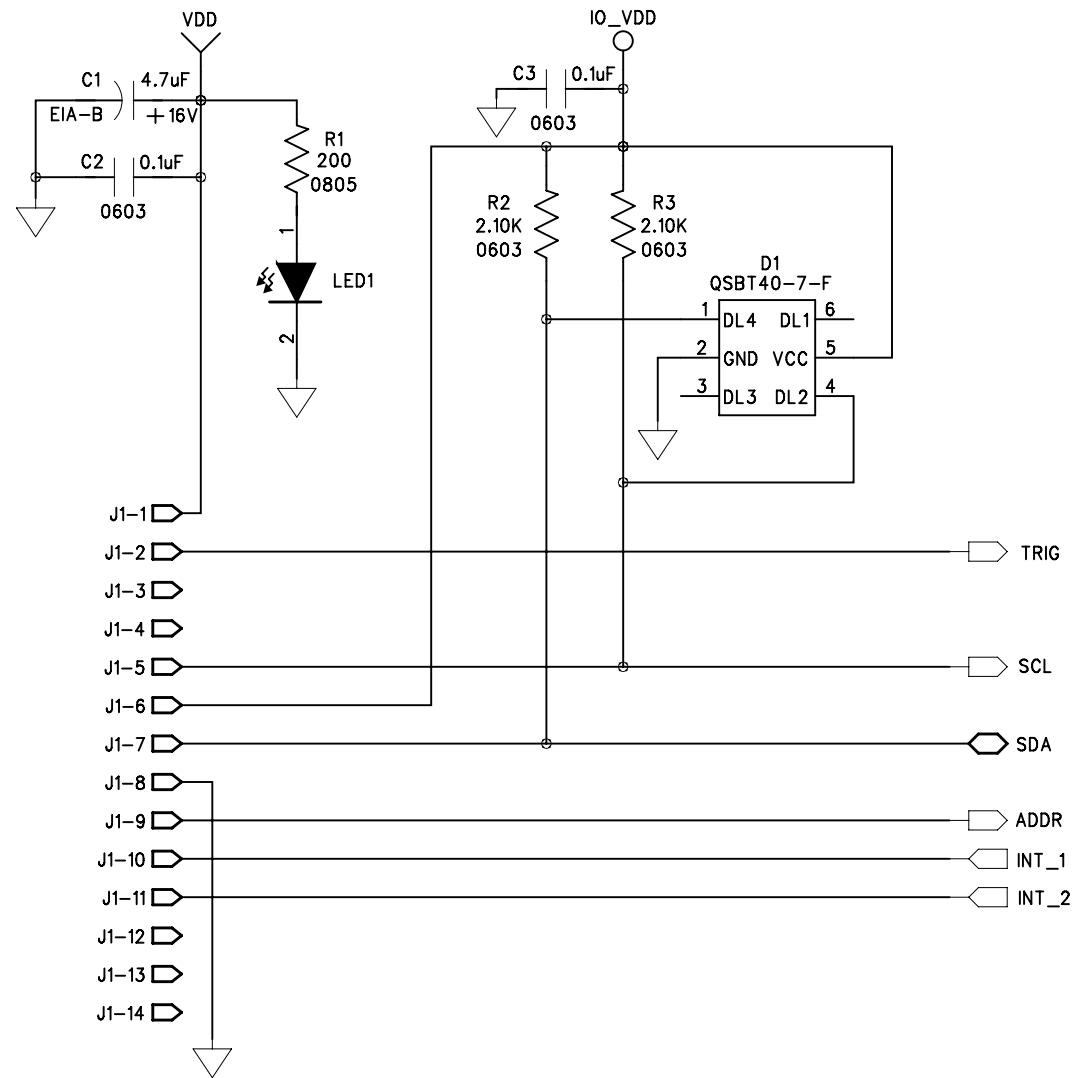 VDD
IO_VDD
C1 4.7uF
EIA-B +16V
C2 0.1uF
0603
R1
200
0805
1
LED1
2
C3 0.1uF
0603
R2
2.10K
0603
R3
2.10K
0603
D1
QSBT40-7-F
1 DL4 DL1 6
2 GND VCC 5
3 DL3 DL2 4
J1-1
J1-2 TRIG
J1-3
J1-4
J1-5 SCL
J1-6
J1-7 SDA
J1-8
J1-9 ADDR
J1-10 INT_1
J1-11 INT_2
J1-12
J1-13
J1-14